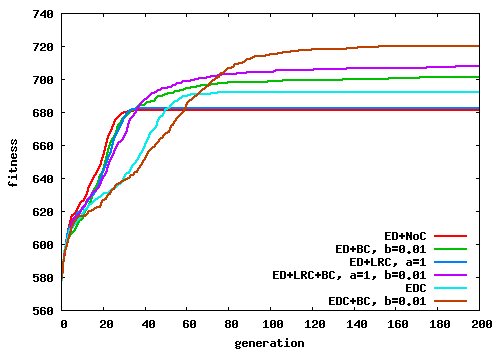 740
720
700
680
660
640
620
600
580
560
fitness
ED+NoC
ED+BC, b=0.01
ED+LRC, a=1
ED+LRC+BC, a=1, b=0.01
EDC
EDC+BC, b=0.01
0 20 40 60 80 100 120 140 160 180 200
generation